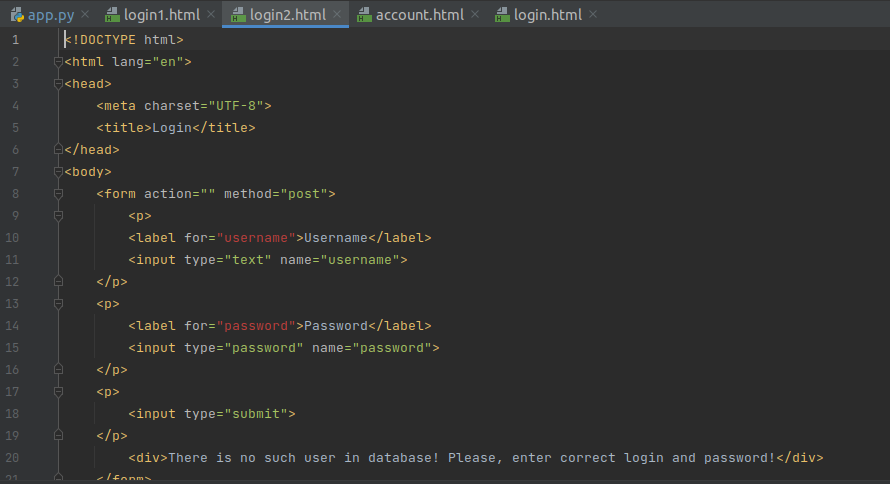 app.py login1.html login2.html account.html login.html
1 <!DOCTYPE html>
2 <html lang="en">
3 <head>
4 <meta charset="UTF-8">
5 <title>Login</title>
6 </head>
7 <body>
8 <form action="" method="post">
9 <p>
10 <label for="username">Username</label>
11 <input type="text" name="username">
12 </p>
13 <p>
14 <label for="password">Password</label>
15 <input type="password" name="password">
16 </p>
17 <p>
18 <input type="submit">
19 </p>
20 <div>There is no such user in database! Please, enter correct login and password!</div>
21 </form>